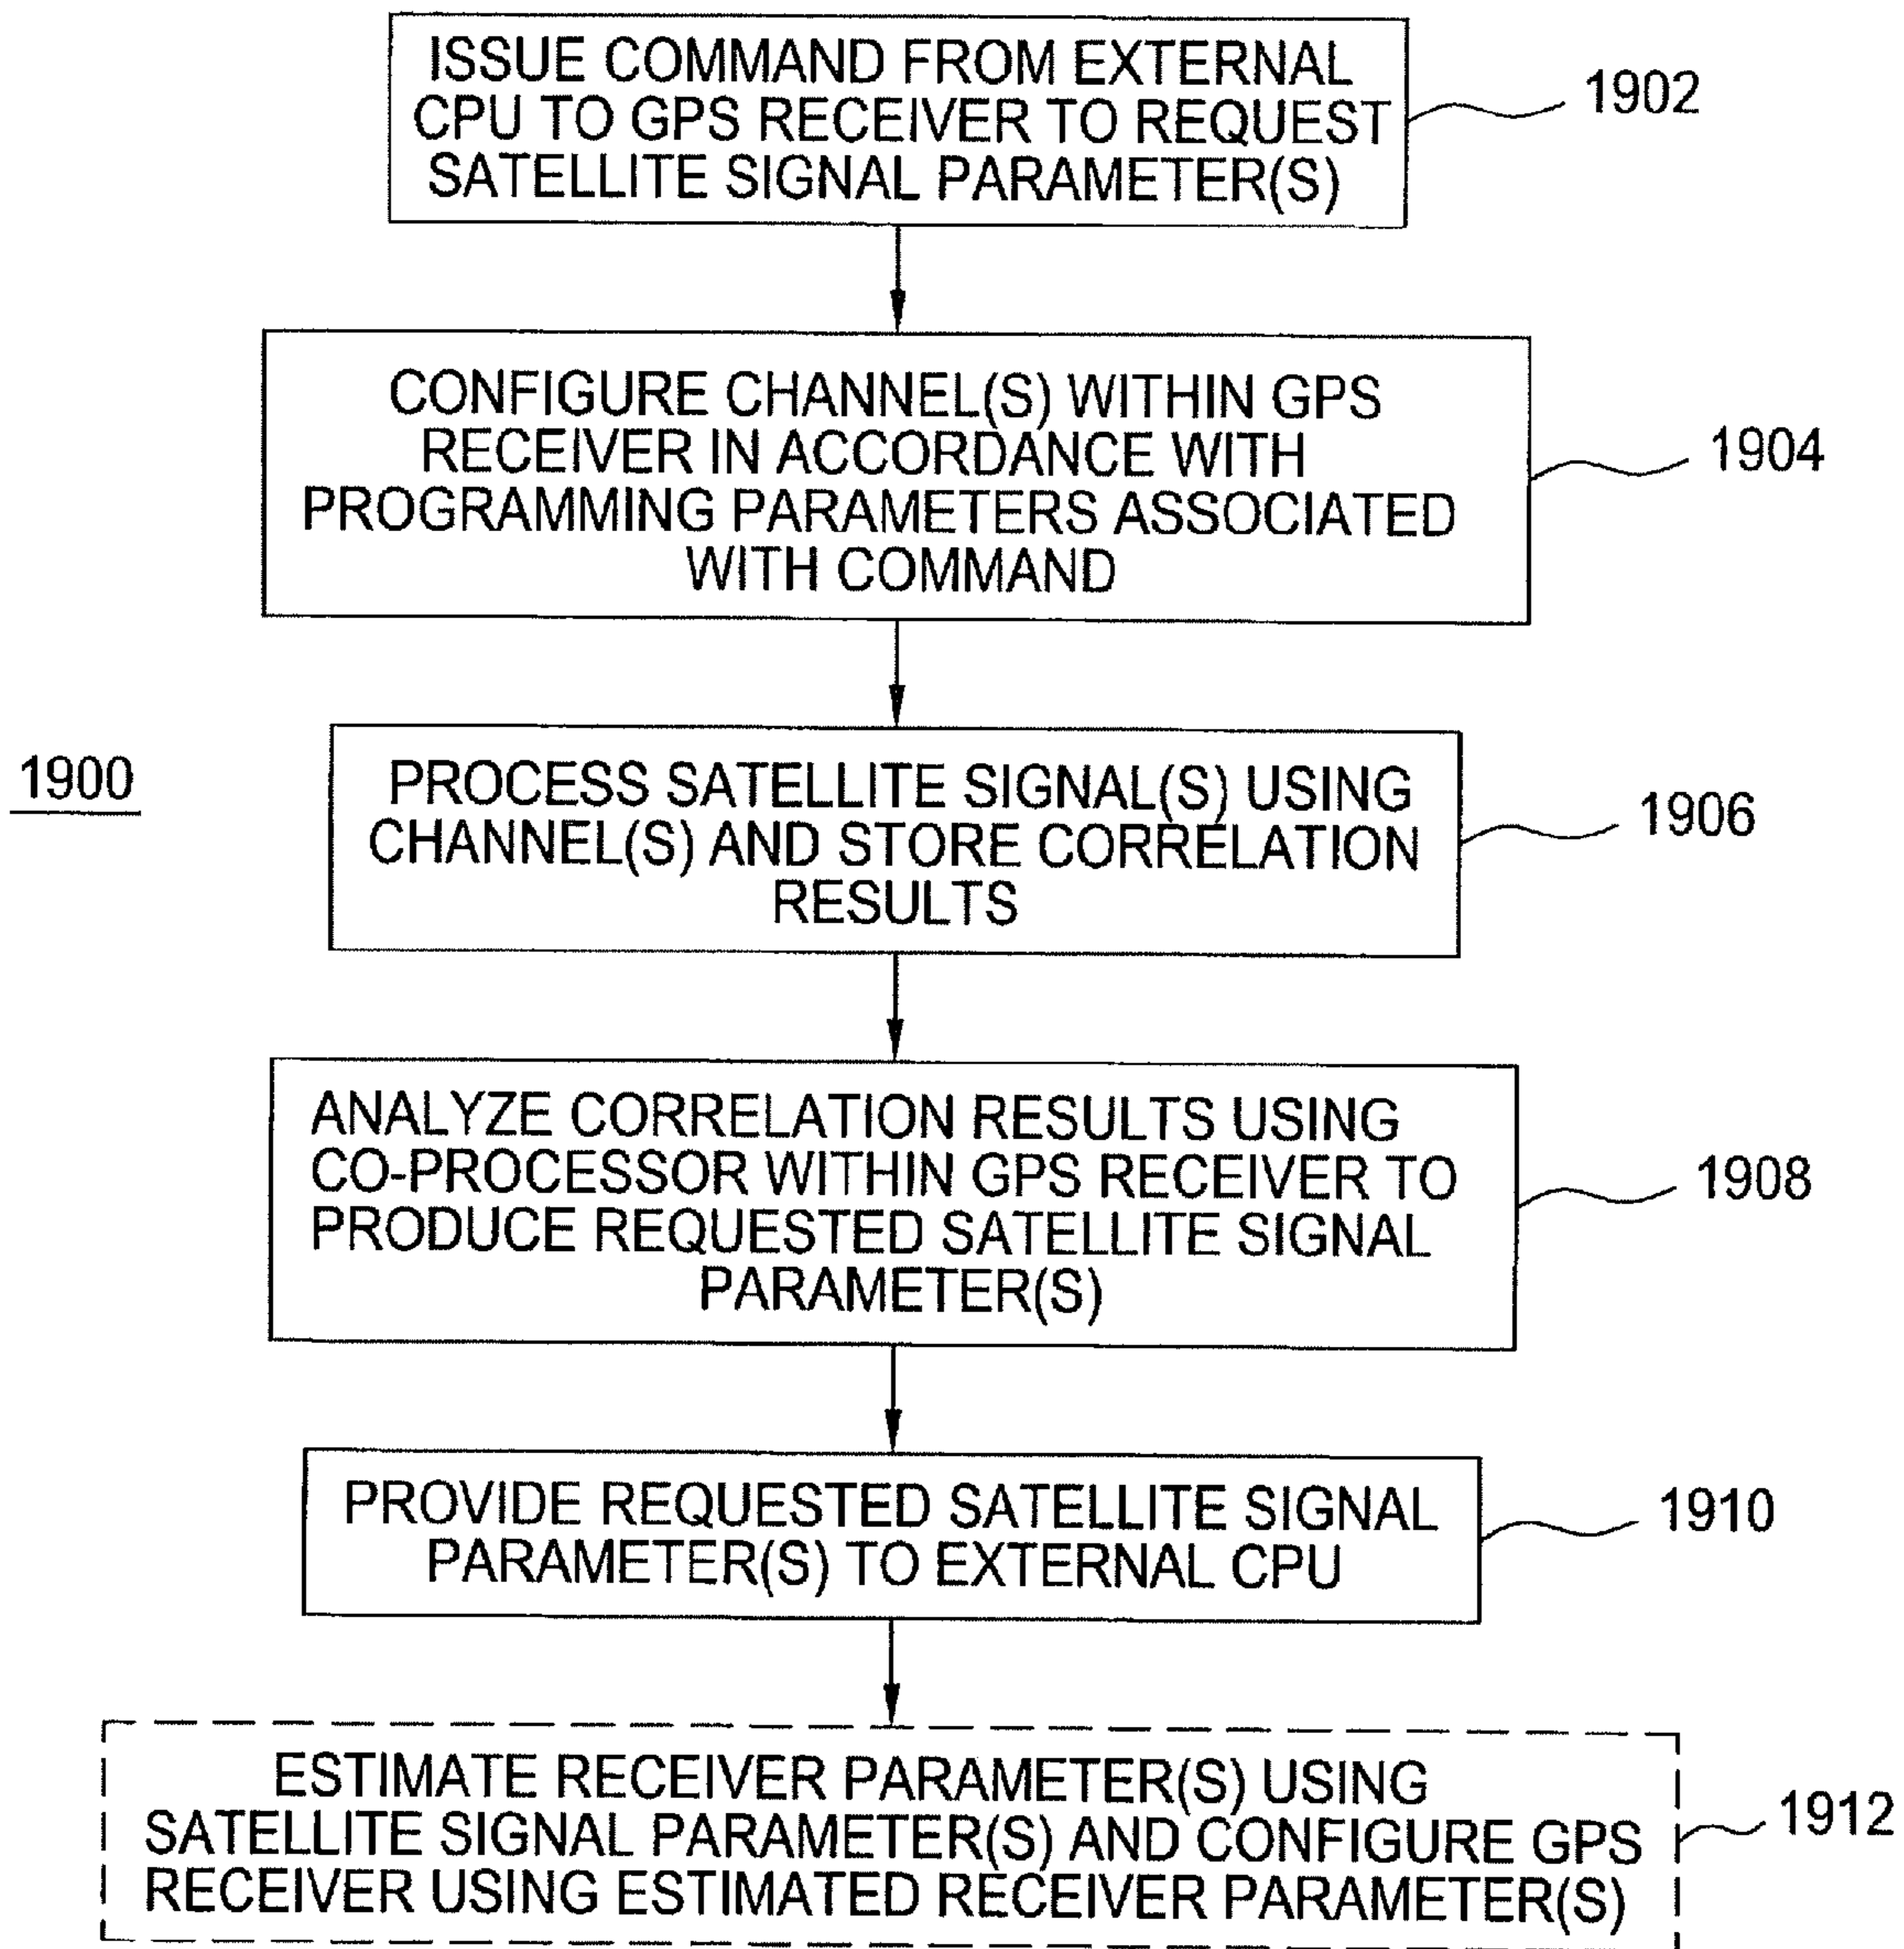 ISSUE COMMAND FROM EXTERNAL
CPU TO GPS RECEIVER TO REQUEST
SATELLITE SIGNAL PARAMETER(S)
1902
CONFIGURE CHANNEL(S) WITHIN GPS
RECEIVER IN ACCORDANCE WITH
PROGRAMMING PARAMETERS ASSOCIATED
WITH COMMAND
1904
1900
PROCESS SATELLITE SIGNAL(S) USING
CHANNEL(S) AND STORE CORRELATION
RESULTS
1906
ANALYZE CORRELATION RESULTS USING
CO-PROCESSOR WITHIN GPS RECEIVER TO
PRODUCE REQUESTED SATELLITE SIGNAL
PARAMETER(S)
1908
PROVIDE REQUESTED SATELLITE SIGNAL
PARAMETER(S) TO EXTERNAL CPU
1910
ESTIMATE RECEIVER PARAMETER(S) USING
SATELLITE SIGNAL PARAMETER(S) AND CONFIGURE GPS
RECEIVER USING ESTIMATED RECEIVER PARAMETER(S)
1912